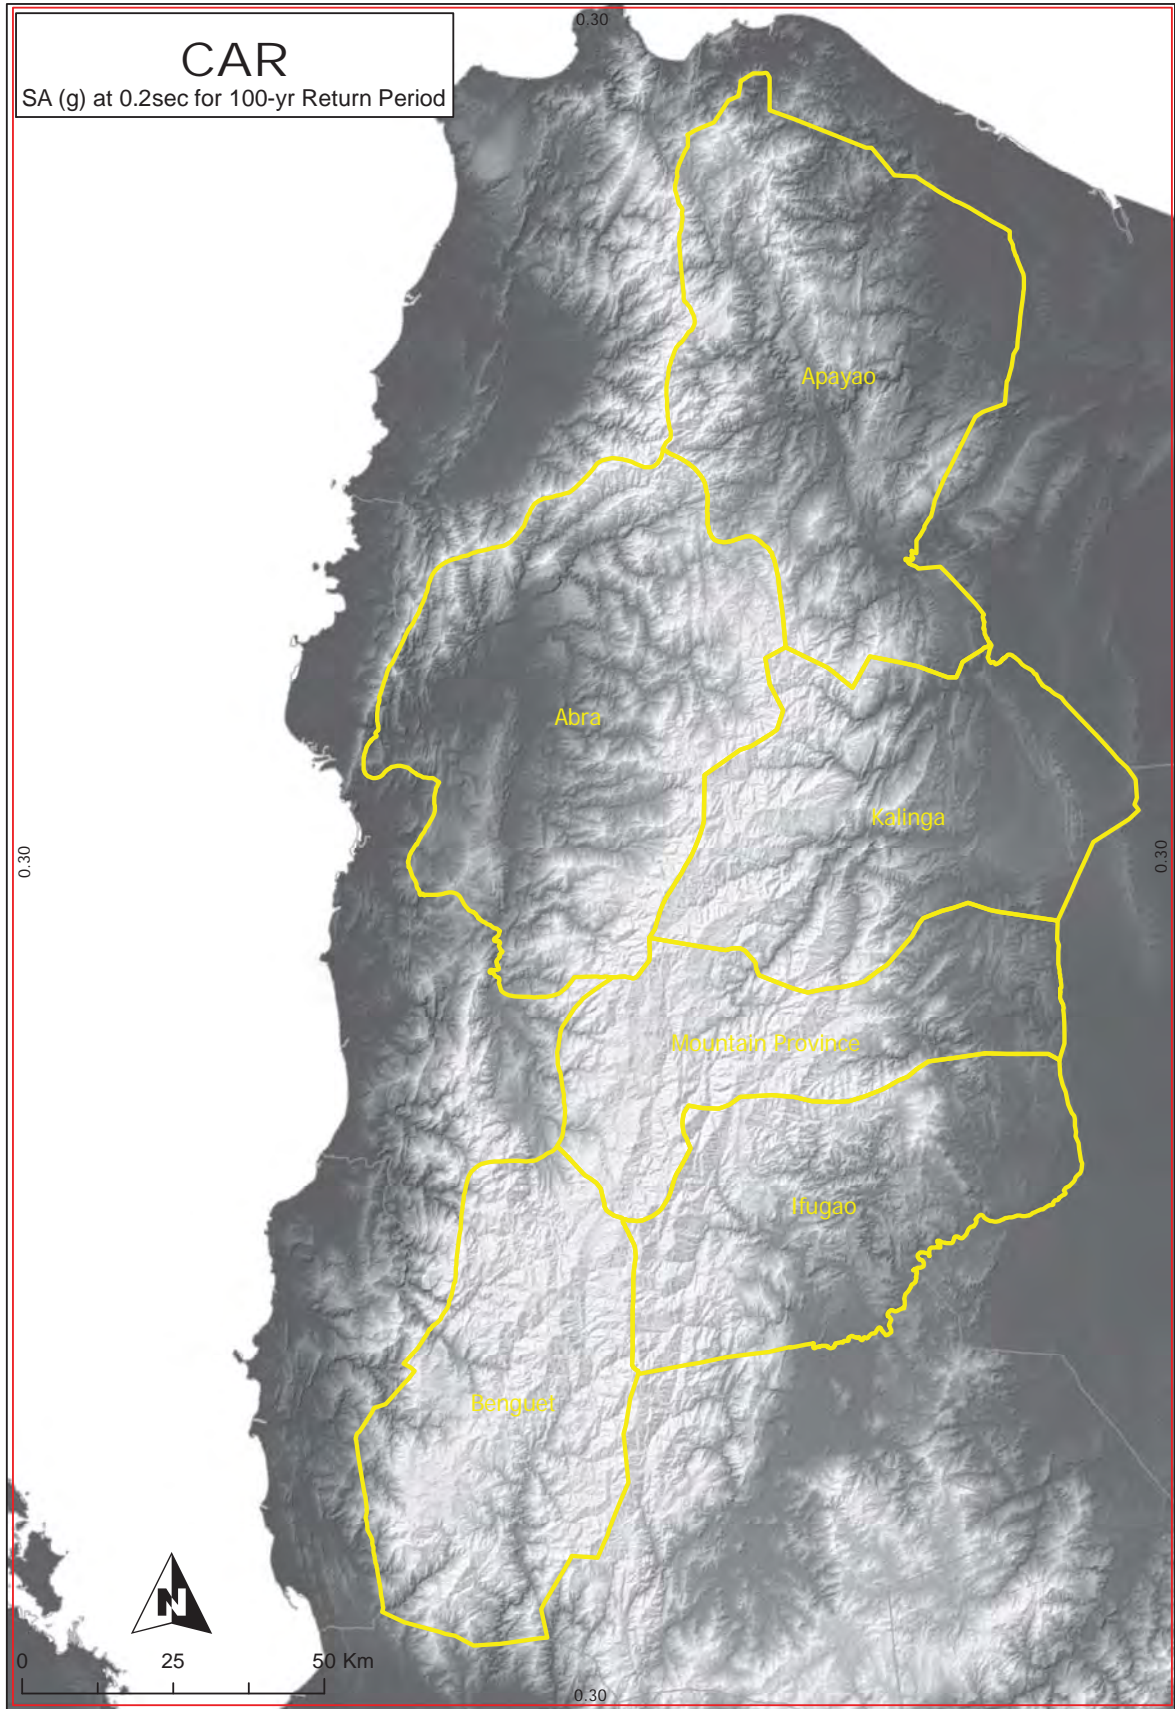 0.30
CAR
SA (g) at 0.2sec for 100-yr Return Period
Apayao
Abra
Kalinga
0.30
0.30
Mountain Province
Ifugao
Benguet
N
0 25 50 Km
0.30